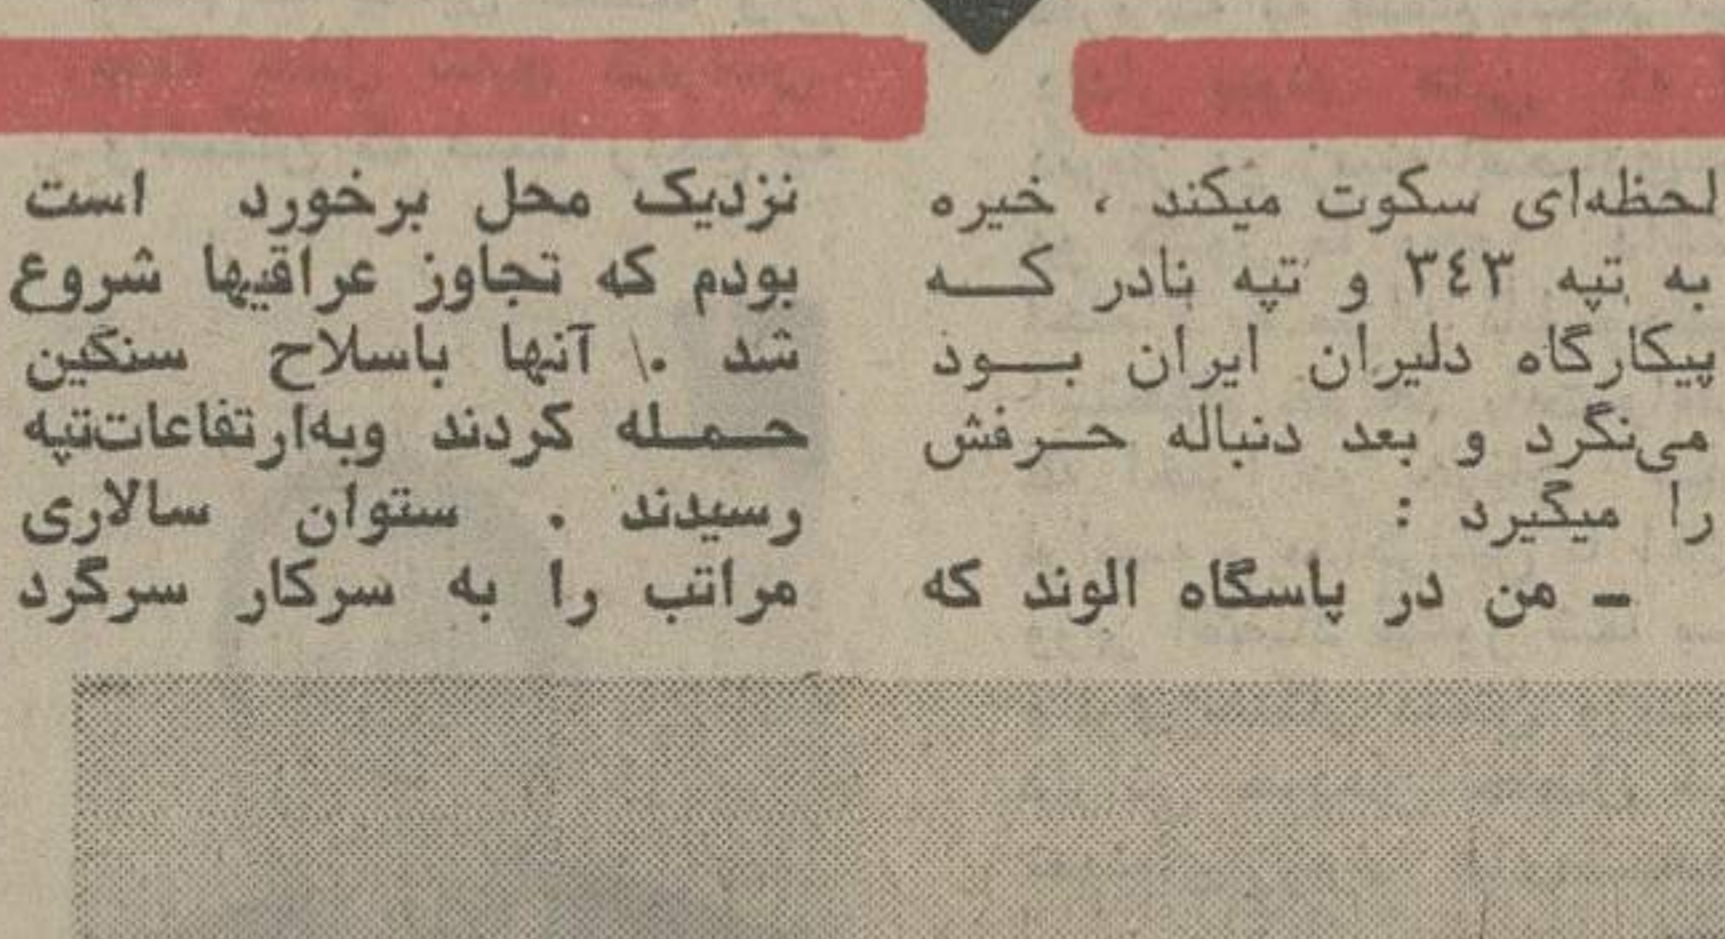 لحظه‌ای سکوت میکند ، خیره
به تپه ٣٤٣ و تپه نادر که
پیکارگاه دلیران ایران بود
می‌نگرد و بعد دنباله حرفش
را میگیرد :
ـ من در پاسگاه الوند که
نزدیک محل برخورد است
بودم که تجاوز عراقیها شروع
شد . آنها باسلاح سنگین
حمله کردند وبه‌ارتفاعات‌تپه
رسیدند . ستوان سالاری
مراتب را به سرکار سرگرد